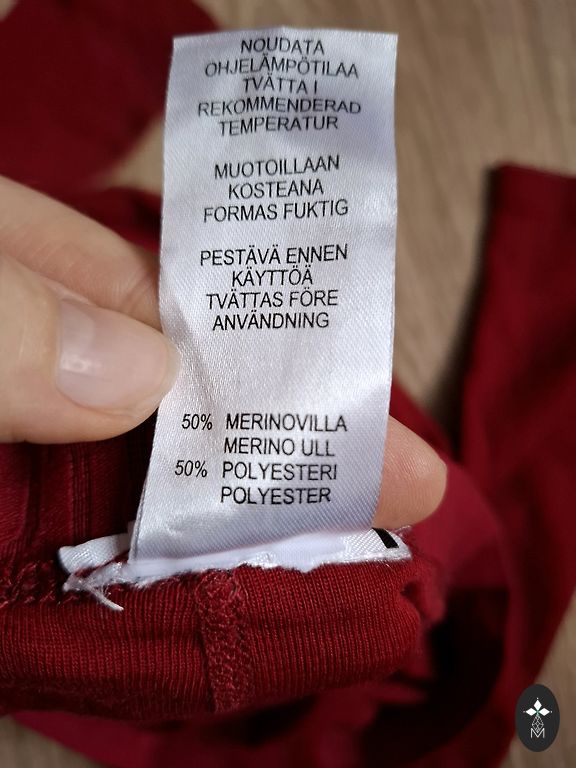 NOUDATA
OHJELÄMPÖTILAA
TVÄTTA I
REKOMMENDERAD
TEMPERATUR
MUOTOILLAAN
KOSTEANA
FORMAS FUKTIG
PESTÄVÄ ENNEN
KÄYTTÖÄ
TVÄTTAS FÖRE
ANVÄNDNING
50% MERINOVILLA
MERINO ULL
50% POLYESTERI
POLYESTER